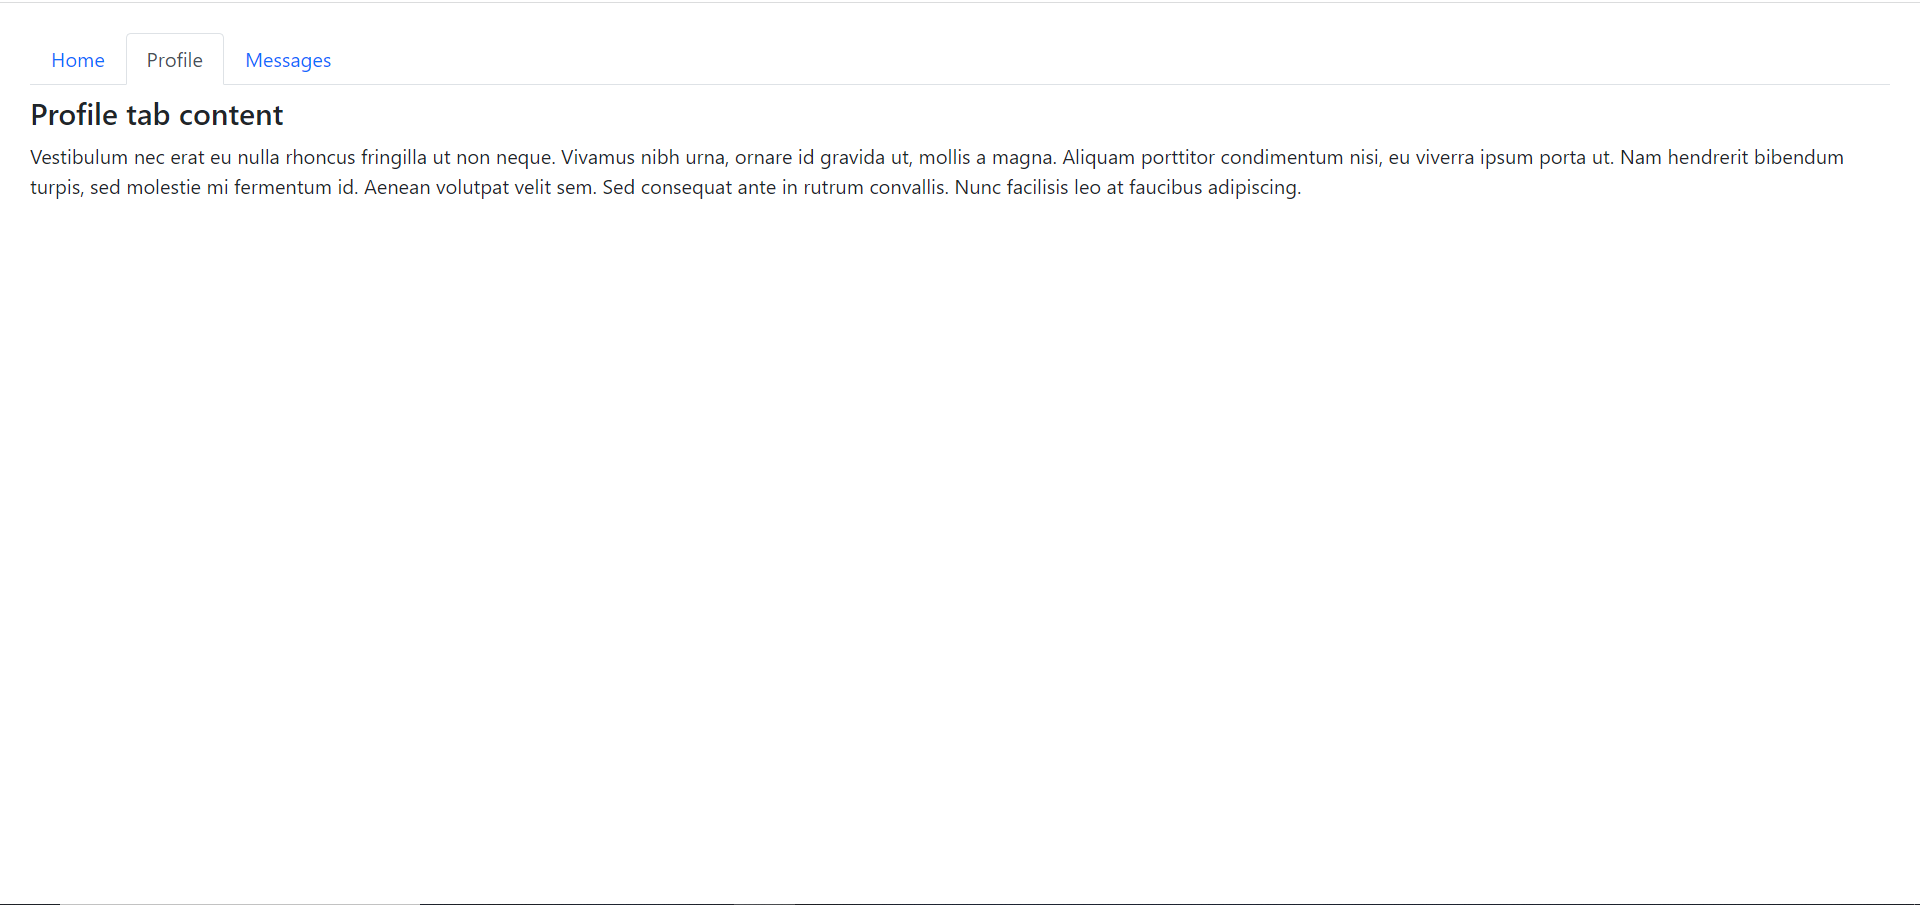 Home Profile Messages
Profile tab content
Vestibulum nec erat eu nulla rhoncus fringilla ut non neque. Vivamus nibh urna, ornare id gravida ut, mollis a magna. Aliquam porttitor condimentum nisi, eu viverra ipsum porta ut. Nam hendrerit bibendum
turpis, sed molestie mi fermentum id. Aenean volutpat velit sem. Sed consequat ante in rutrum convallis. Nunc facilisis leo at faucibus adipiscing.